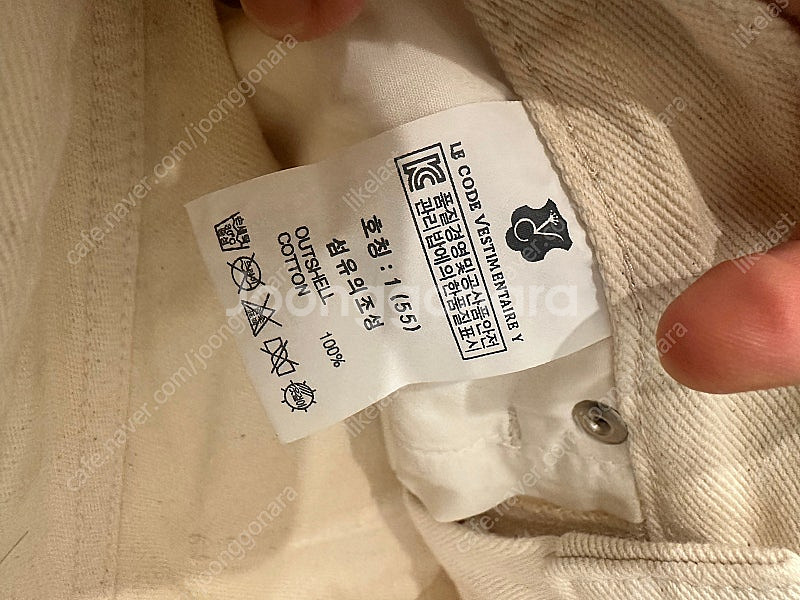 LE CODE VESTIMENTAIRE Y
KC
품질경영및공산품안전
관리법에의한품질표시
호칭 : 1 (55)
섬유의조성
OUTSHELL
COTTON 100%
joonggonara
cafe.naver.com/joonggonara
likelast